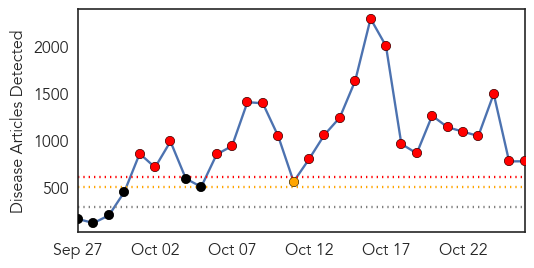 Disease Articles Detected
2000
1500
1000
500
Sep 27
Oct 02
Oct 07
Oct 12
Oct 17
Oct 22